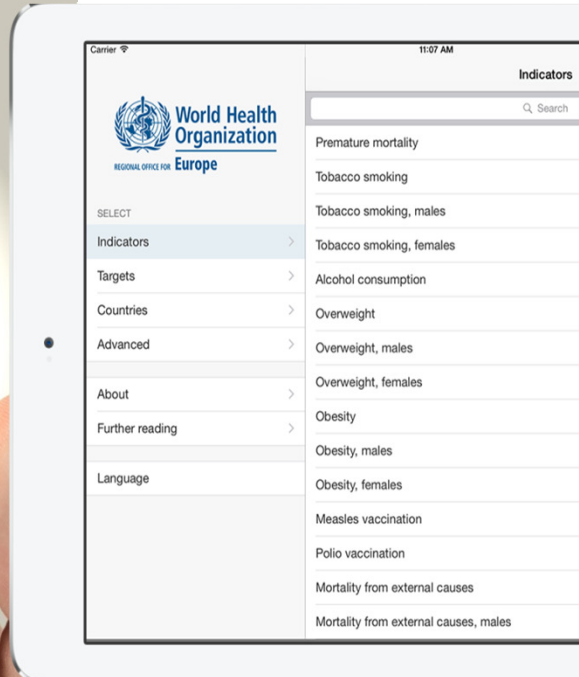 Carrier
11:07 AM
World Health
Organization
REGIONAL OFFICE FOR Europe
SELECT
Indicators
Targets
Countries
Advanced
About
Further reading
Language
Indicators
Search
Premature mortality
Tobacco smoking
Tobacco smoking, males
Tobacco smoking, females
Alcohol consumption
Overweight
Overweight, males
Overweight, females
Obesity
Obesity, males
Obesity, females
Measles vaccination
Polio vaccination
Mortality from external causes
Mortality from external causes, males